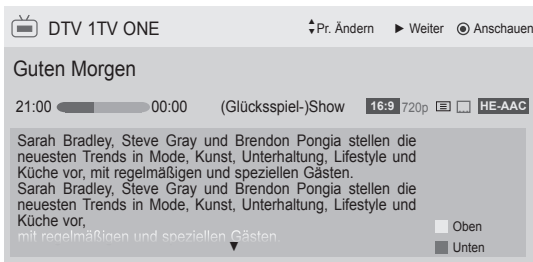 DTV 1TV ONE Pr. Ändern Weiter Anschauen
Guten Morgen
21:00 00:00 (Glücksspiel-)Show 16:9 720p HE-AAC
Sarah Bradley, Steve Gray und Brendon Pongia stellen die
neuesten Trends in Mode, Kunst, Unterhaltung, Lifestyle und
Küche vor, mit regelmäßigen und speziellen Gästen.
Sarah Bradley, Steve Gray und Brendon Pongia stellen die
neuesten Trends in Mode, Kunst, Unterhaltung, Lifestyle und
Küche vor,
mit regelmäßigen und speziellen Gästen.
Oben
Unten